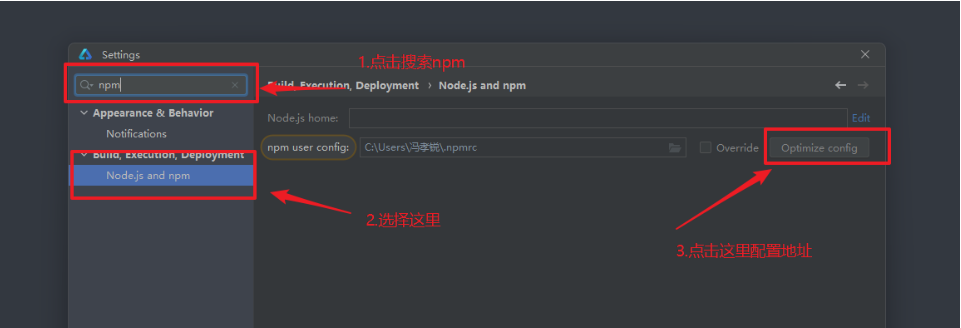 Settings
1.点击搜索npm
npm
Build, Execution, Deployment › Node.js and npm
Appearance & Behavior
Notifications
Build, Execution, Deployment
Node.js and npm
Node.js home:
Edit
npm user config:
C:\Users\冯孝锐\.npmrc
Override
Optimize config
2.选择这里
3.点击这里配置地址